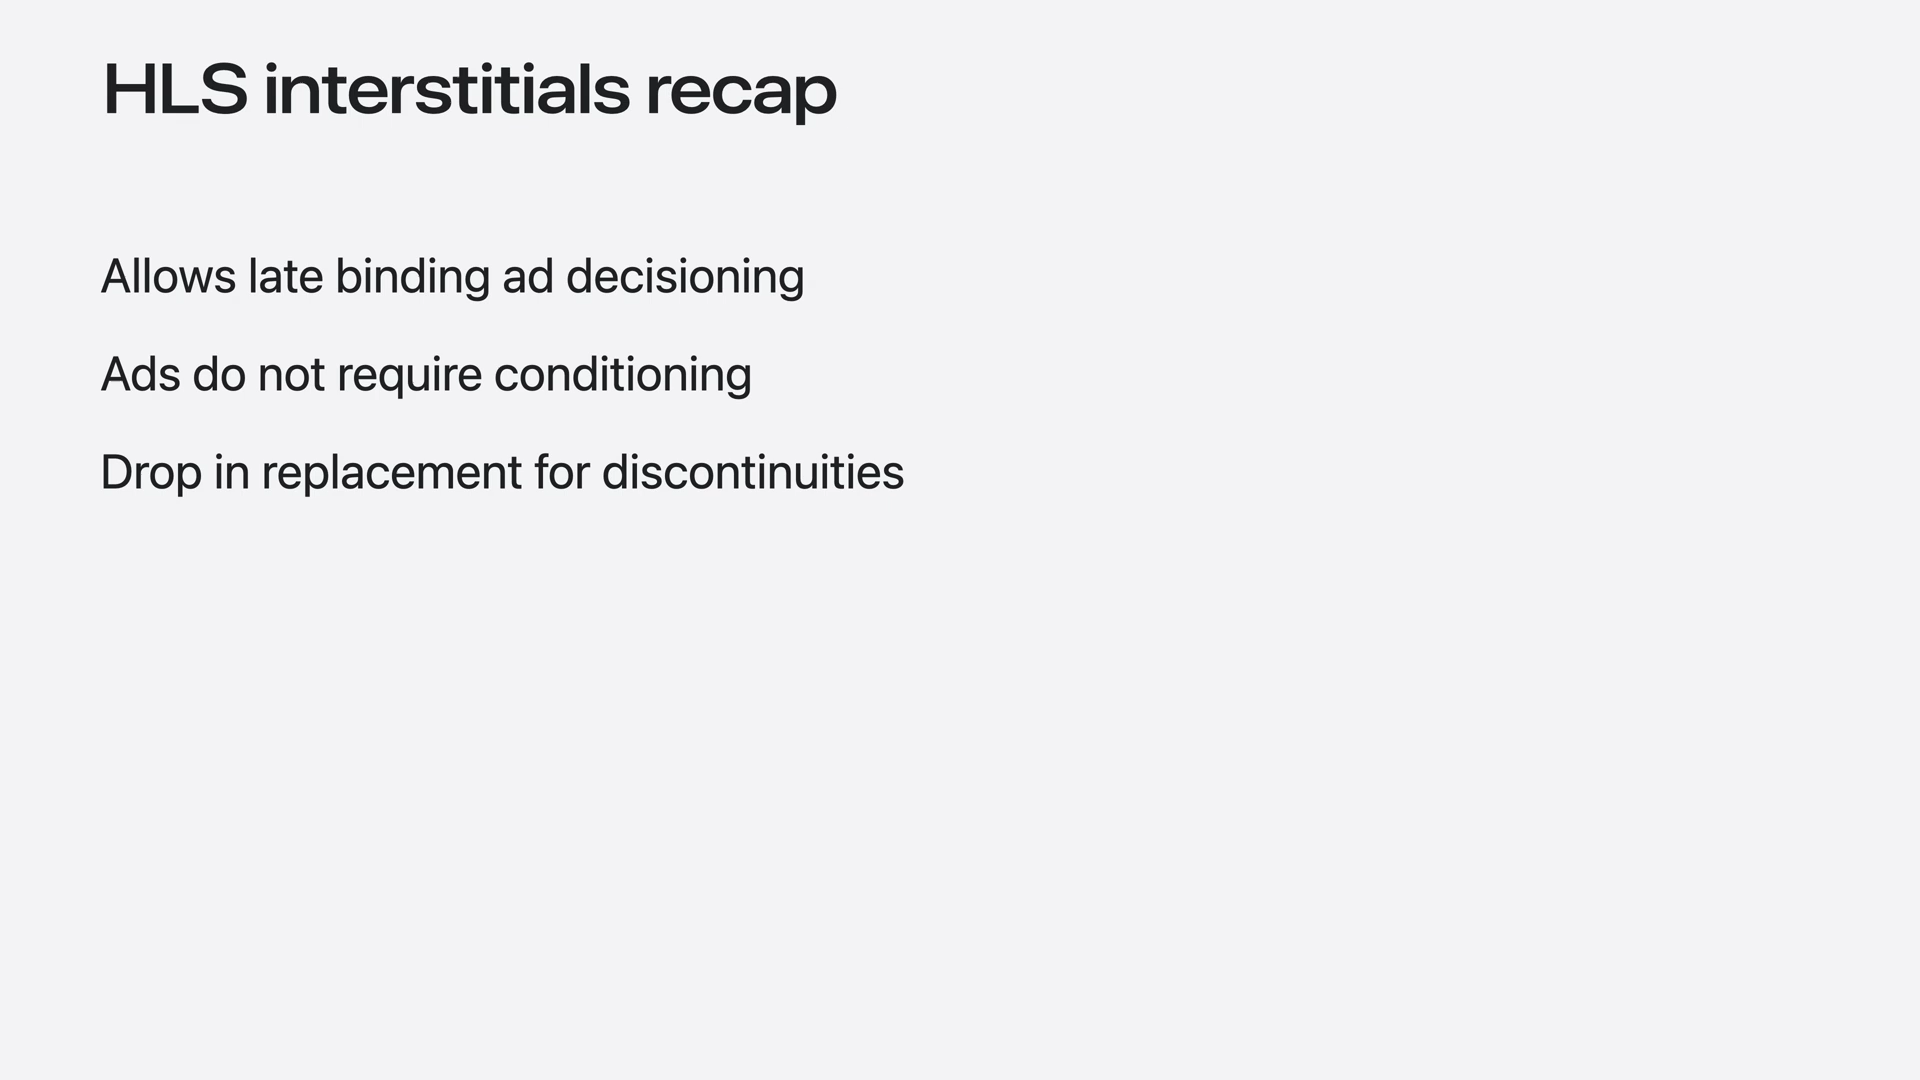 HLS interstitials recap
Allows late binding ad decisioning
Ads do not require conditioning
Drop in replacement for discontinuities